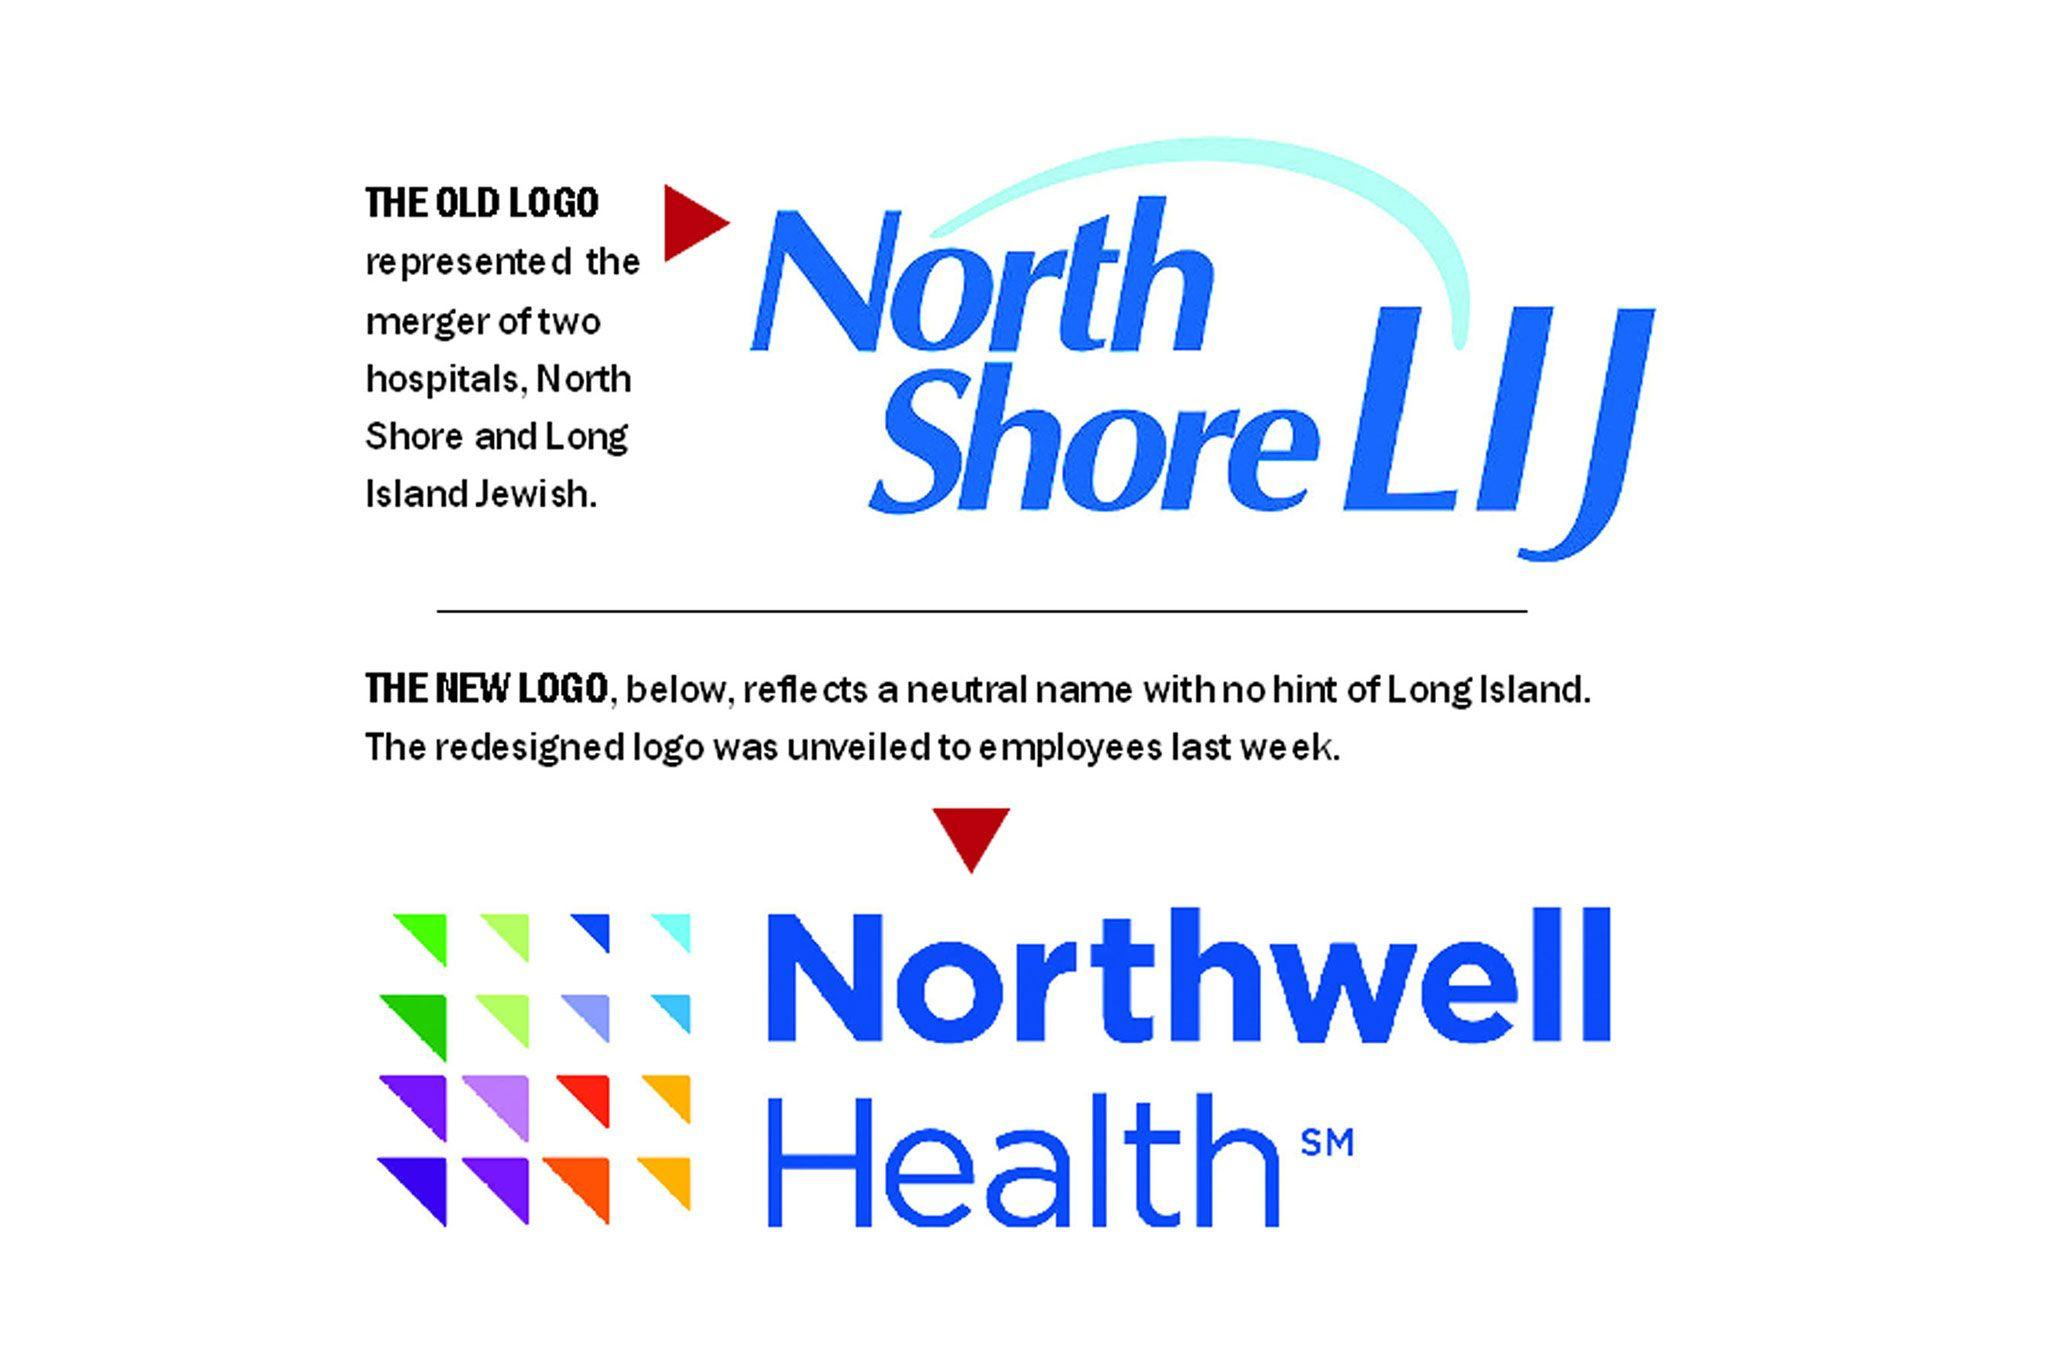 THE OLD LOGO
represented the
merger of two
hospitals, North
Shore and Long
Island Jewish.
North
Shore LIJ
THE NEW LOGO, below, reflects a neutral name with no hint of Long Island.
The redesigned logo was unveiled to employees last week.
Northwell
Health SM